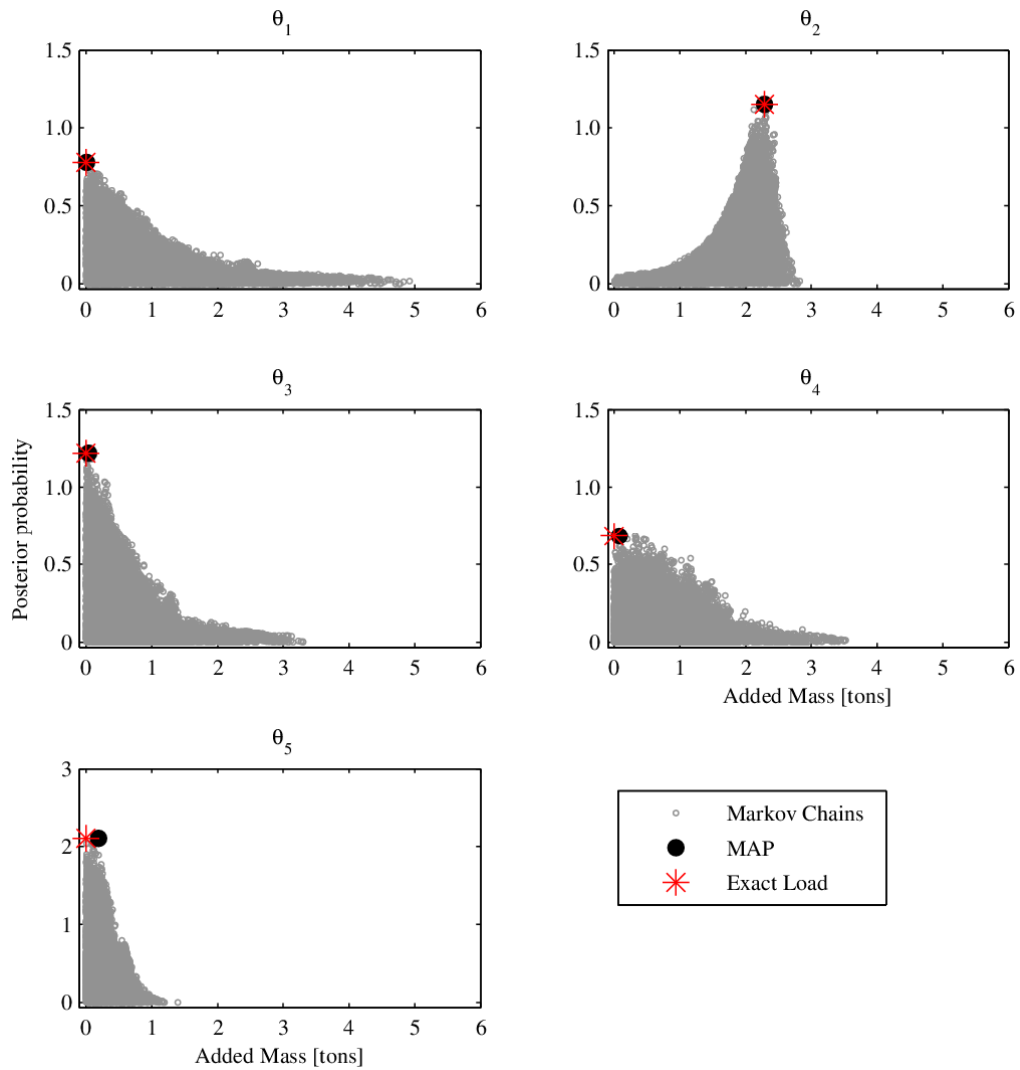 θ1
1.5
1.0
0.5
0
0 1 2 3 4 5 6
θ2
1.5
1.0
0.5
0
0 1 2 3 4 5 6
θ3
Posterior probability
1.5
1.0
0.5
0
0 1 2 3 4 5 6
θ4
1.5
1.0
0.5
0
0 1 2 3 4 5 6
Added Mass [tons]
θ5
3
2
1
0
0 1 2 3 4 5 6
Added Mass [tons]
Markov Chains
MAP
Exact Load